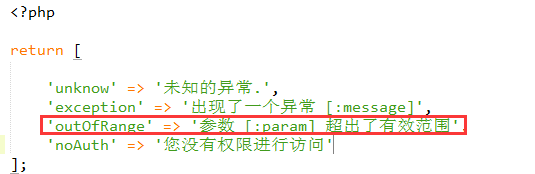 <?php
return [
'unknow' => '未知的异常.',
'exception' => '出现了一个异常 [:message]',
'outOfRange' => '参数 [:param] 超出了有效范围',
'noAuth' => '您没有权限进行访问'
];